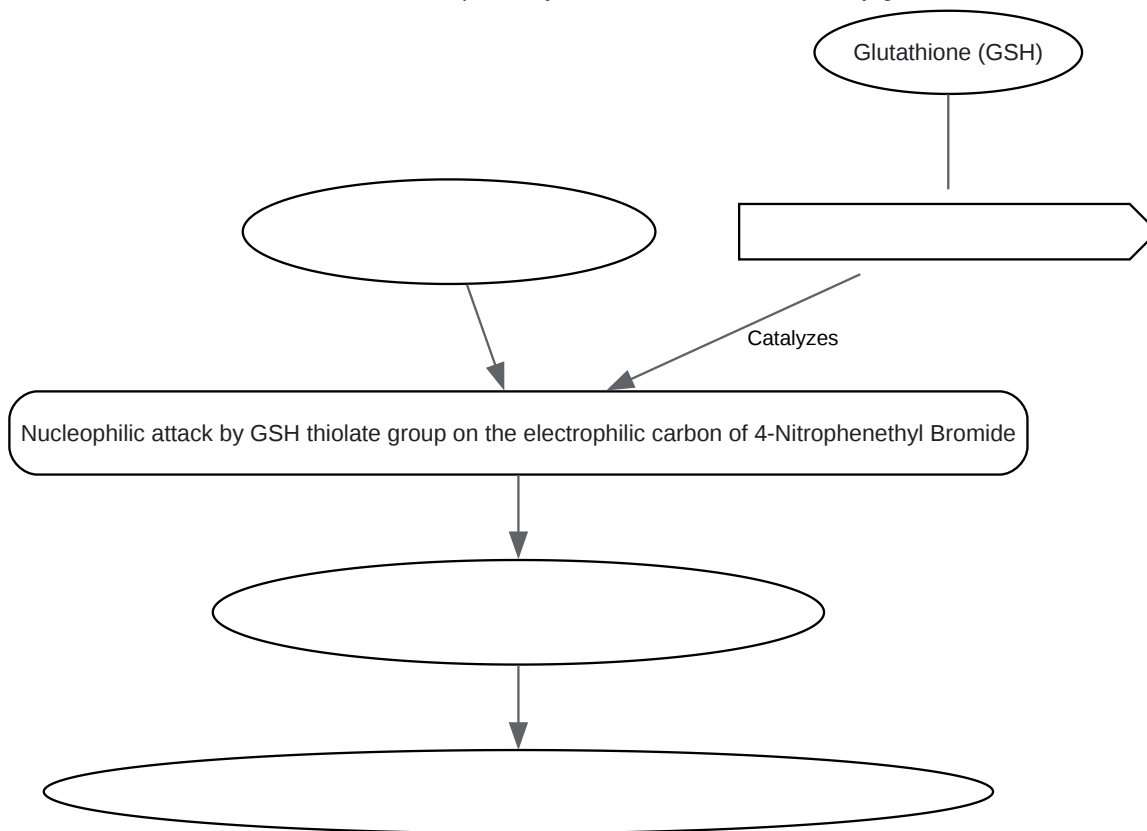 Glutathione (GSH)
Catalyzes
Nucleophilic attack by GSH thiolate group on the electrophilic carbon of 4-Nitrophenethyl Bromide